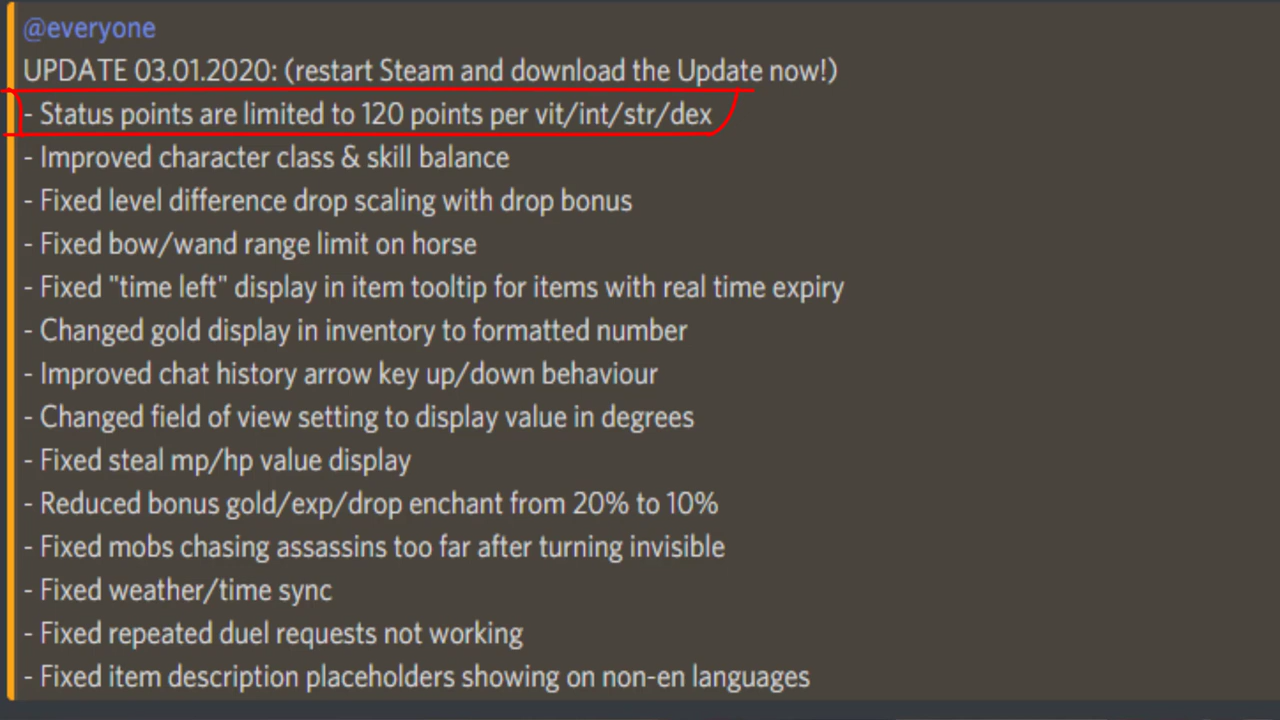 @everyone
UPDATE 03.01.2020: (restart Steam and download the Update now!)
- Status points are limited to 120 points per vit/int/str/dex
- Improved character class & skill balance
- Fixed level difference drop scaling with drop bonus
- Fixed bow/wand range limit on horse
- Fixed "time left" display in item tooltip for items with real time expiry
- Changed gold display in inventory to formatted number
- Improved chat history arrow key up/down behaviour
- Changed field of view setting to display value in degrees
- Fixed steal mp/hp value display
- Reduced bonus gold/exp/drop enchant from 20% to 10%
- Fixed mobs chasing assassins too far after turning invisible
- Fixed weather/time sync
- Fixed repeated duel requests not working
- Fixed item description placeholders showing on non-en languages